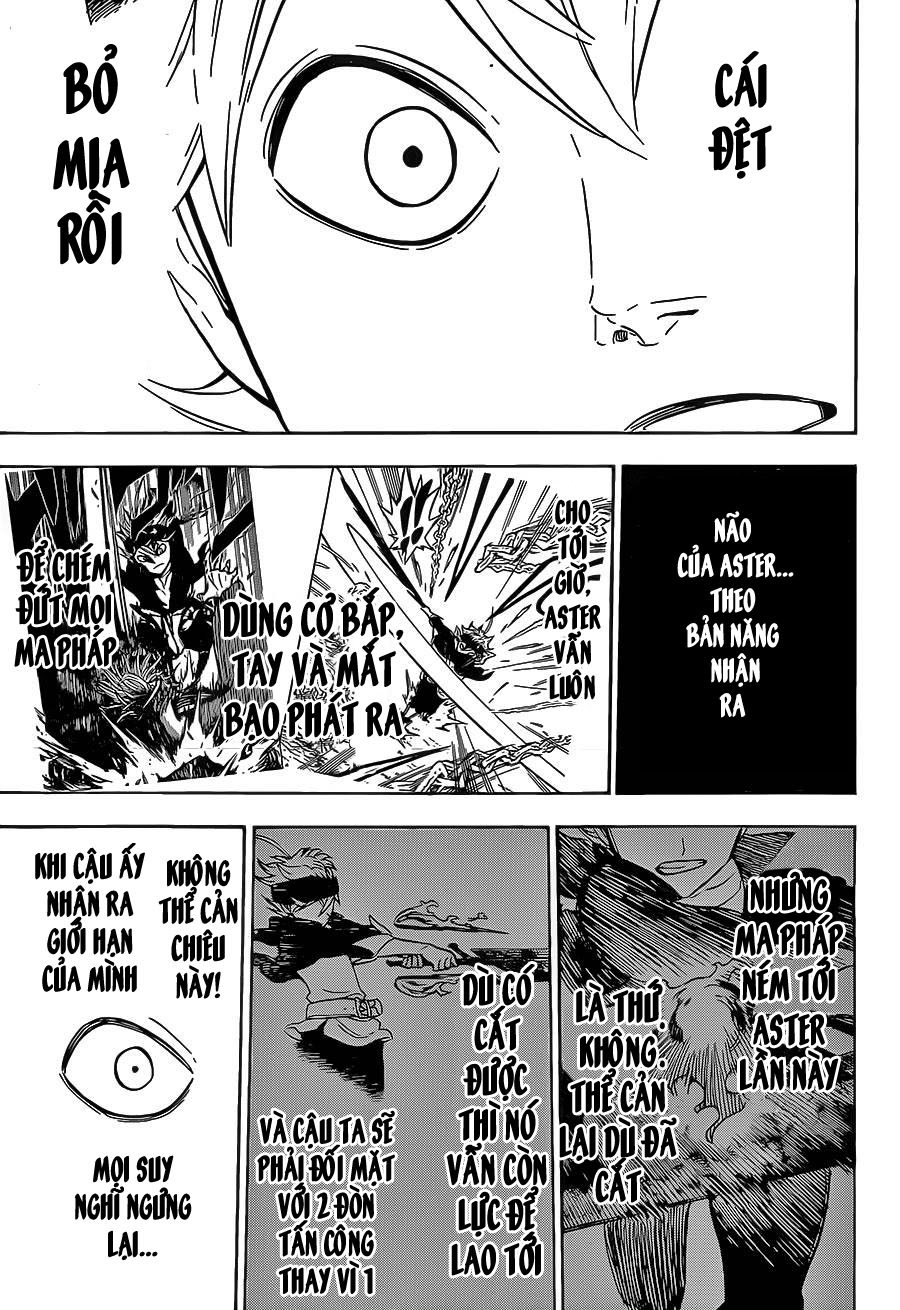 CÁI
ĐỆT
BỎ
MIA
RỒI
NÃO
CỦA ASTER...
THEO
BẢN NĂNG
NHẬN
RA
CHO
TỚI
GIỜ,
ASTER
VẪN
LUÔN
DÙNG CƠ BẮP,
TAY VÀ MẮT
BẠO PHÁT RA
ĐỂ CHÉM
ĐỨT MỌI
MA PHÁP
NHƯNG
MA PHÁP
NÉM TỚI
ASTER
LẦN NÀY
LÀ THỨ
KHÔNG
THỂ CẢN
LẠI DÙ ĐÃ
CẮT
DÙ CÓ
CẮT
ĐƯỢC
THÌ NÓ
VẪN CÒN
LỰC ĐỂ
LAO TỚI
VÀ CẬU TA SẼ
PHẢI ĐỐI MẶT
VỚI 2 ĐÒN
TẤN CÔNG
THAY VÌ 1
KHÔNG
THỂ CẢN
CHIÊU
NÀY!
KHI CẬU ẤY
NHẬN RA
GIỚI HẠN
CỦA MÌNH
MỌI SUY
NGHĨ NGƯNG
LẠI...